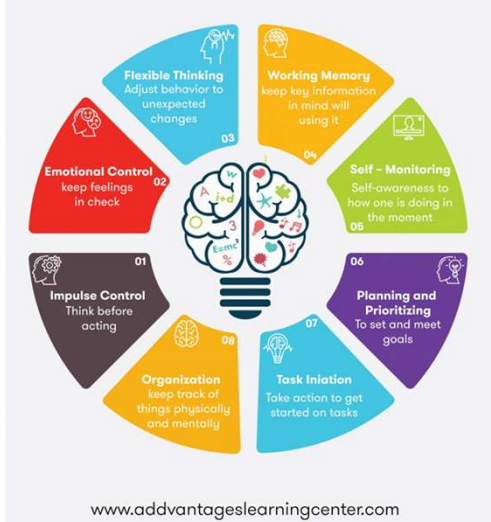 Flexible Thinking
Adjust behavior to
unexpected
changes
03
Working Memory
keep key information
in mind will
using it
04
Emotional Control
keep feelings
in check
02
Self – Monitoring
Self-awareness to
how one is doing in
the moment
05
01
Impulse Control
Think before
acting
06
Planning and
Prioritizing
To set and meet
goals
08
Organization
keep track of
things physically
and mentally
07
Task Iniation
Take action to get
started on tasks
W
A
i+d
3
E=mc²
%
www.addvantageslearningcenter.com